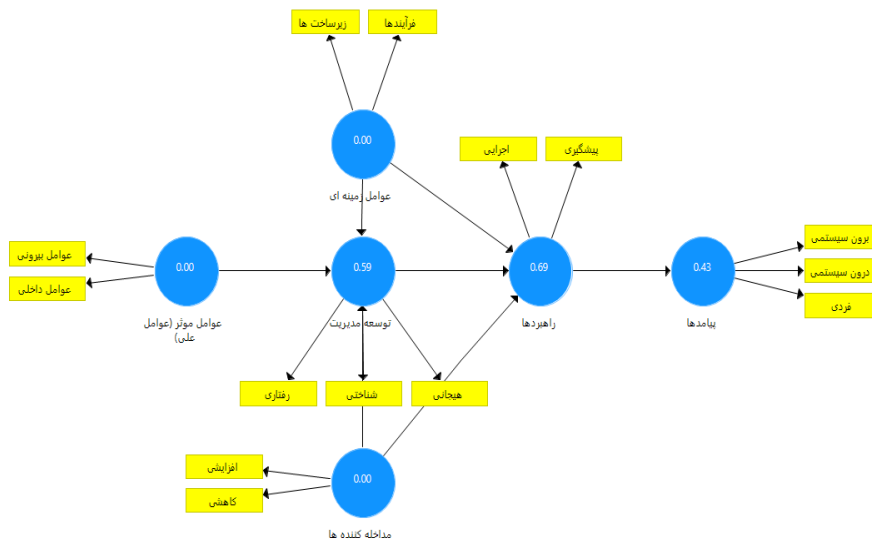 زیرساخت ها
فرآیندها
0.00
عوامل زمینه ای
اجرایی
پیشگیری
عوامل بیرونی
عوامل داخلی
0.00
عوامل موثر (عوامل
علی)
0.59
توسعه مدیریت
0.69
راهبردها
0.43
پیامدها
برون سیستمی
درون سیستمی
فردی
رفتاری
شناختی
هیجانی
افزایشی
کاهشی
0.00
مداخله کننده ها